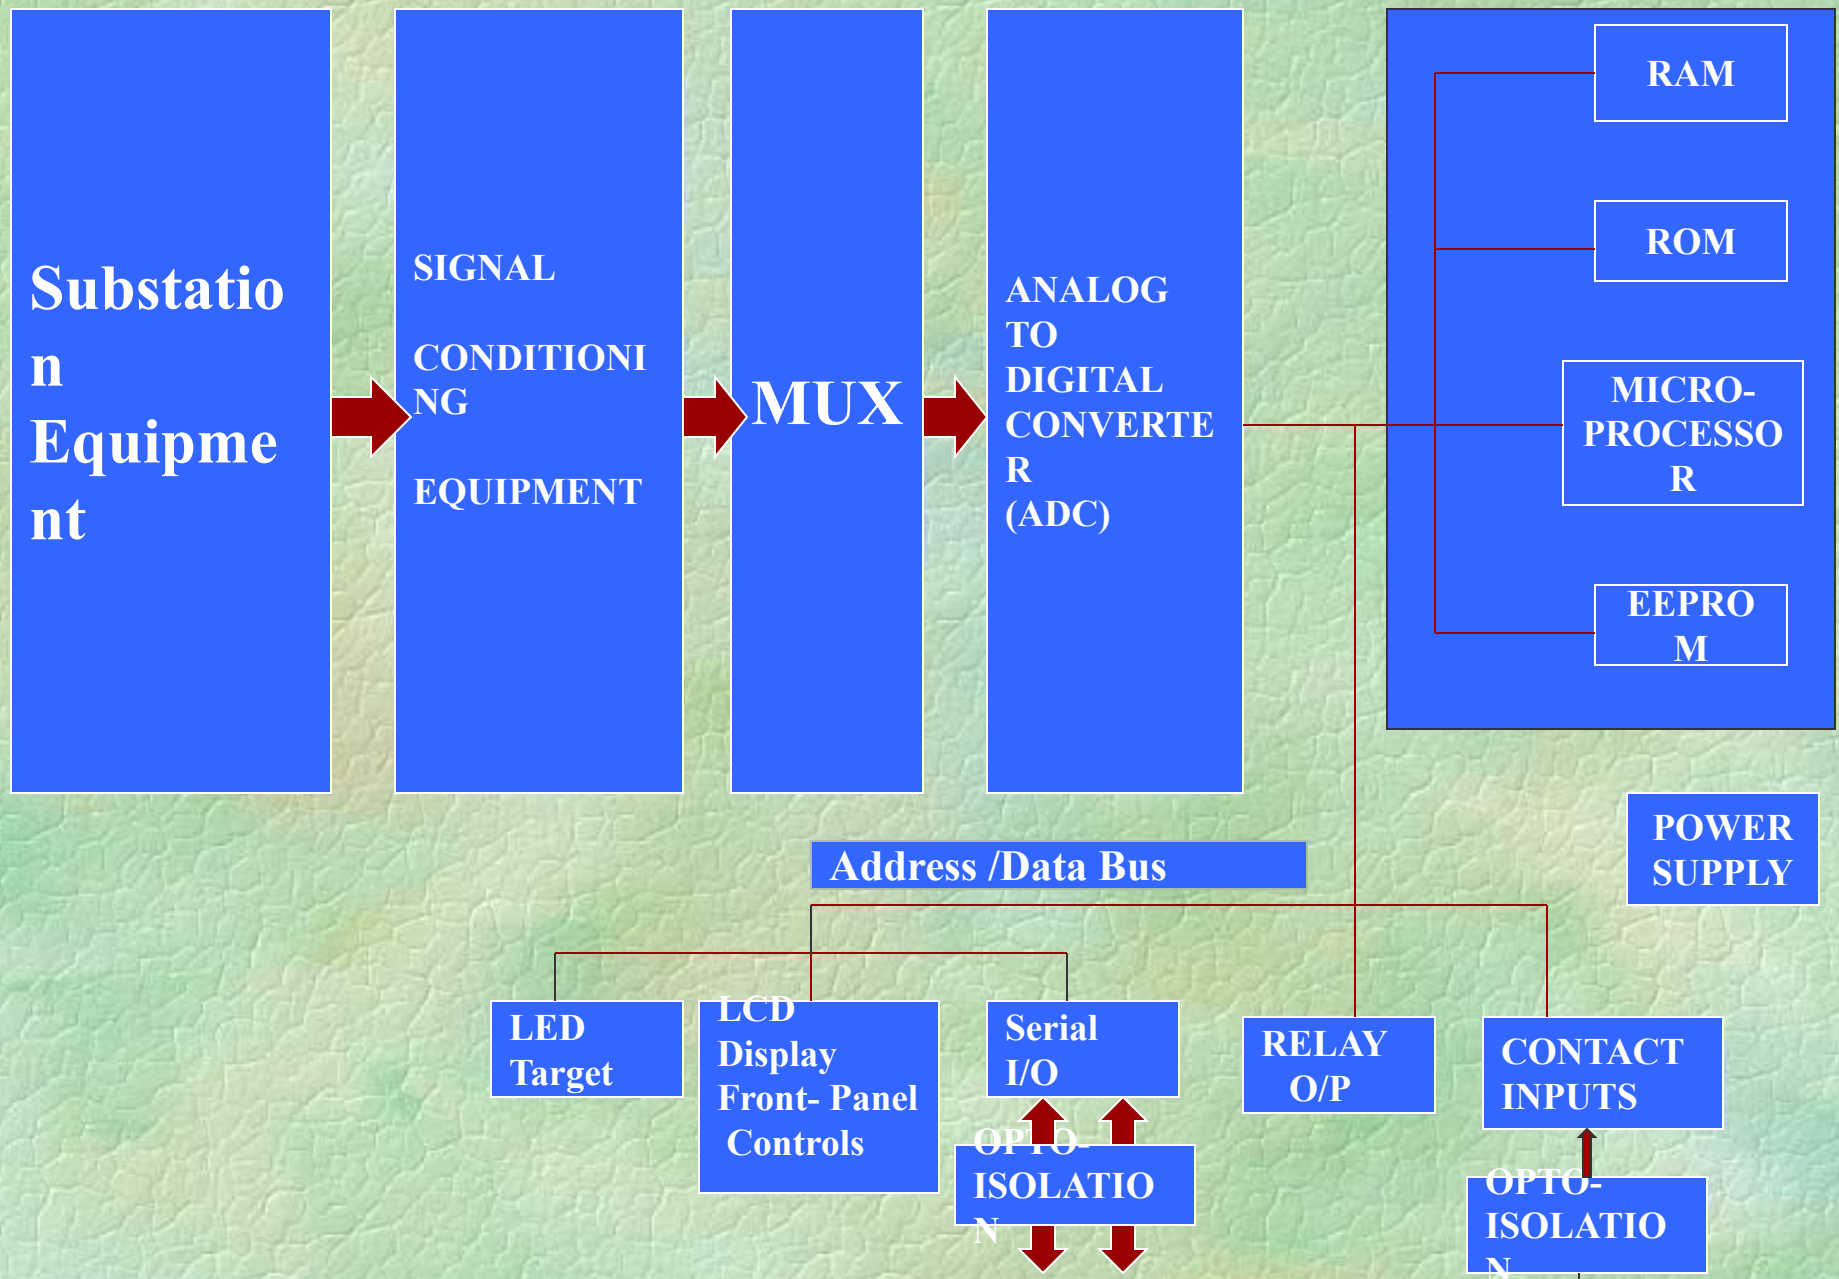 Substatio
n
Equipme
nt
SIGNAL
CONDITIONI
NG
EQUIPMENT
MUX
ANALOG
TO
DIGITAL
CONVERTE
R
(ADC)
RAM
ROM
MICRO-
PROCESSO
R
EEPRO
M
POWER
SUPPLY
Address /Data Bus
LED
Target
LCD
Display
Front- Panel
Controls
Serial
I/O
OPTO-
ISOLATIO
N
RELAY
O/P
CONTACT
INPUTS
OPTO-
ISOLATIO
N